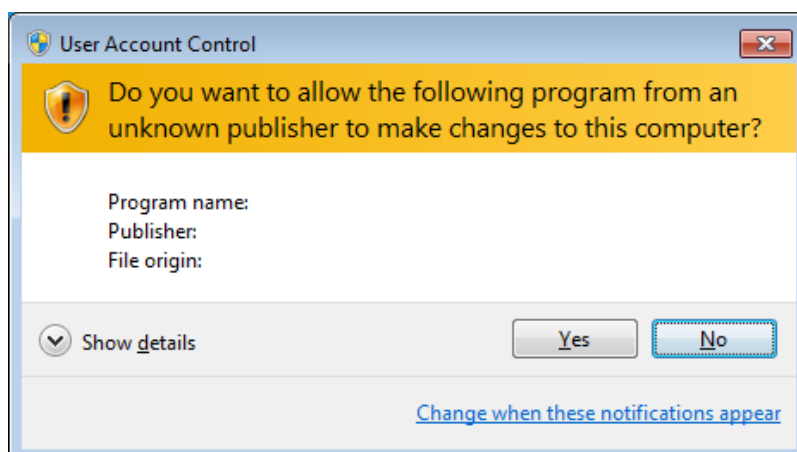 User Account Control
Do you want to allow the following program from an
unknown publisher to make changes to this computer?
Program name:
Publisher:
File origin:
Show details
Yes
No
Change when these notifications appear